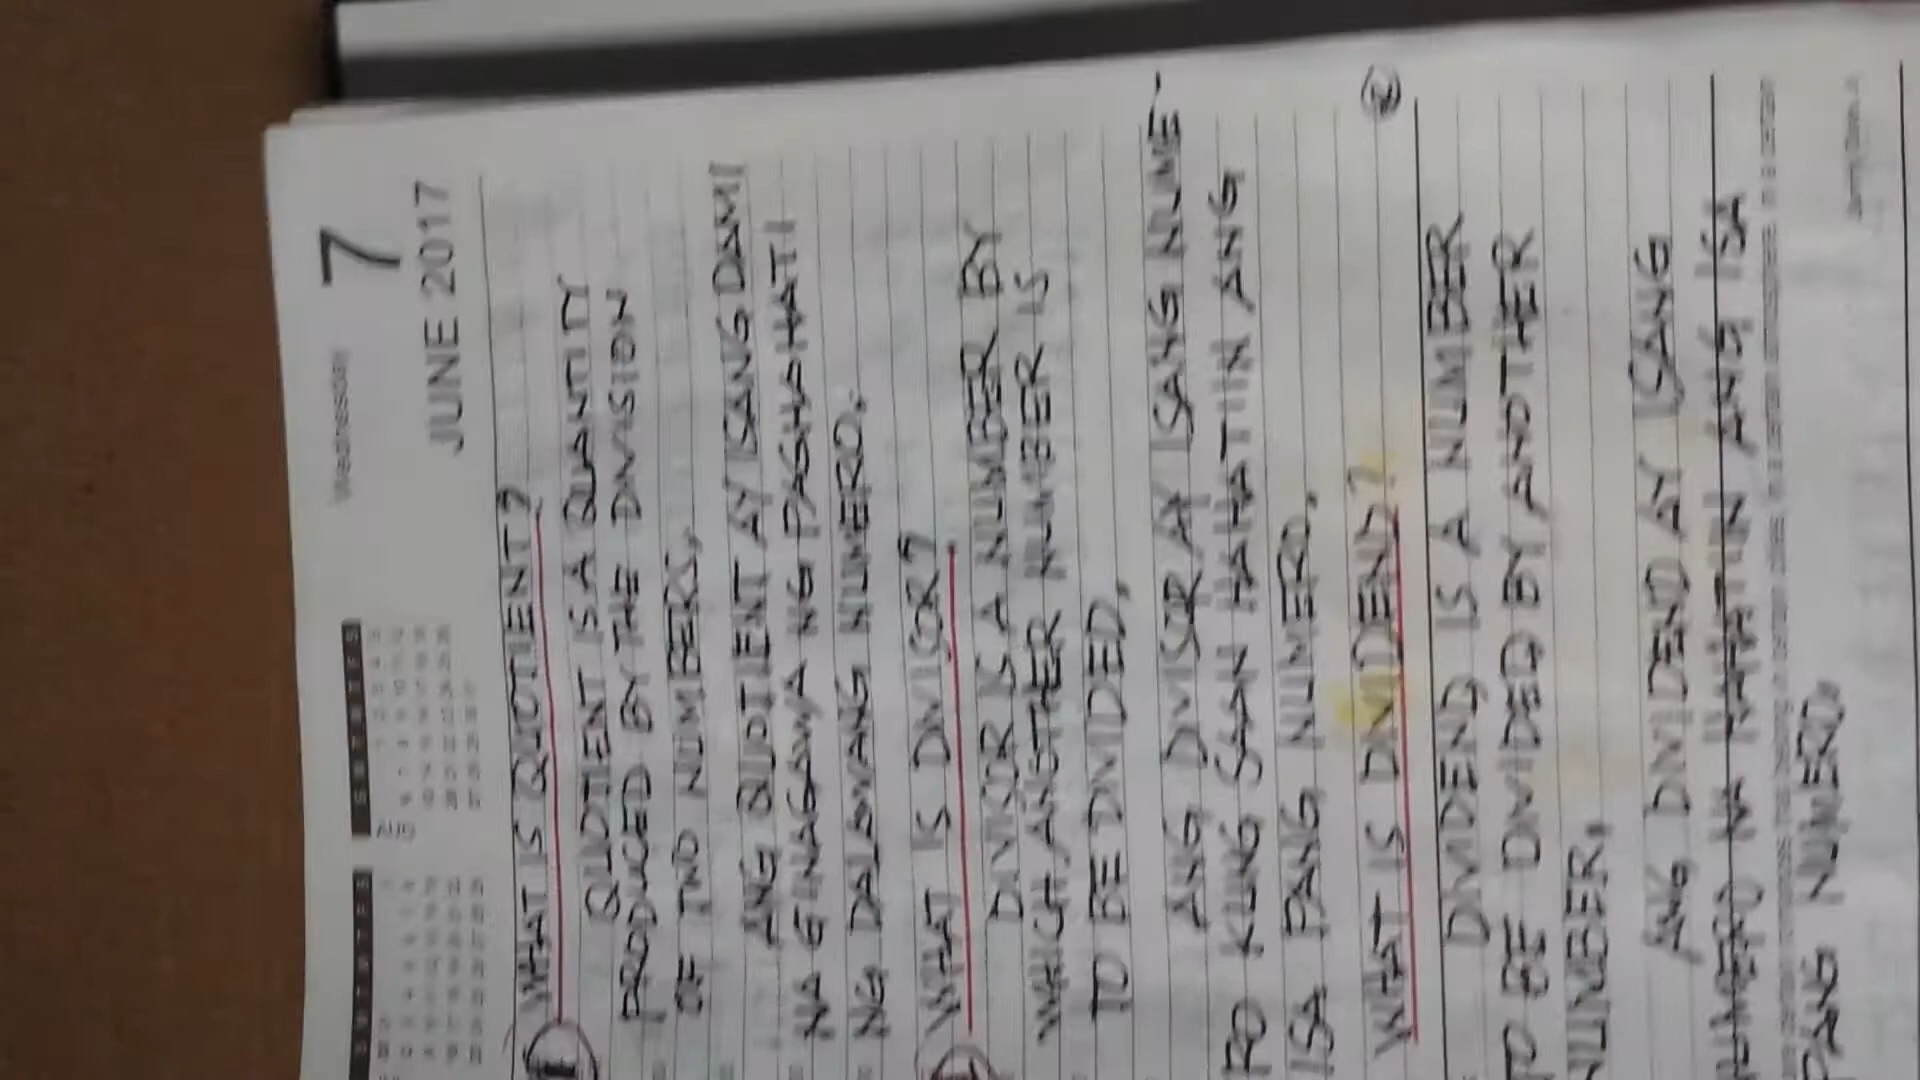 Wednesday 7
JUNE 2017
AUG
S M T W T F S
S M T W T F S
WHAT IS QUOTIENT?
QUOTIENT IS A QUANTITY
PRODUCED BY THE DIVISION
OF TWO NUMBERS,
ANG QUOTIENT AY ISANG DAMI
NA GINAGAWA NG PAGHAHATI
NG DALAWANG NUMERO.
WHAT IS DIVISOR?
DIVISOR IS A NUMBER BY
WHICH ANOTHER NUMBER IS
TO BE DIVIDED,
ANG DIVISOR AY ISANG NUME-
RO KUNG SAAN HAHATIIN ANG
ISA PANG NUMERO,
2
WHAT IS DIVIDEND?
DIVIDEND IS A NUMBER
TO BE DIVIDED BY ANOTHER
NUMBER,
ANG DIVIDEND AY ISANG
NUMERO NA HAHATIIN ANG ISA
PANG NUMERO,